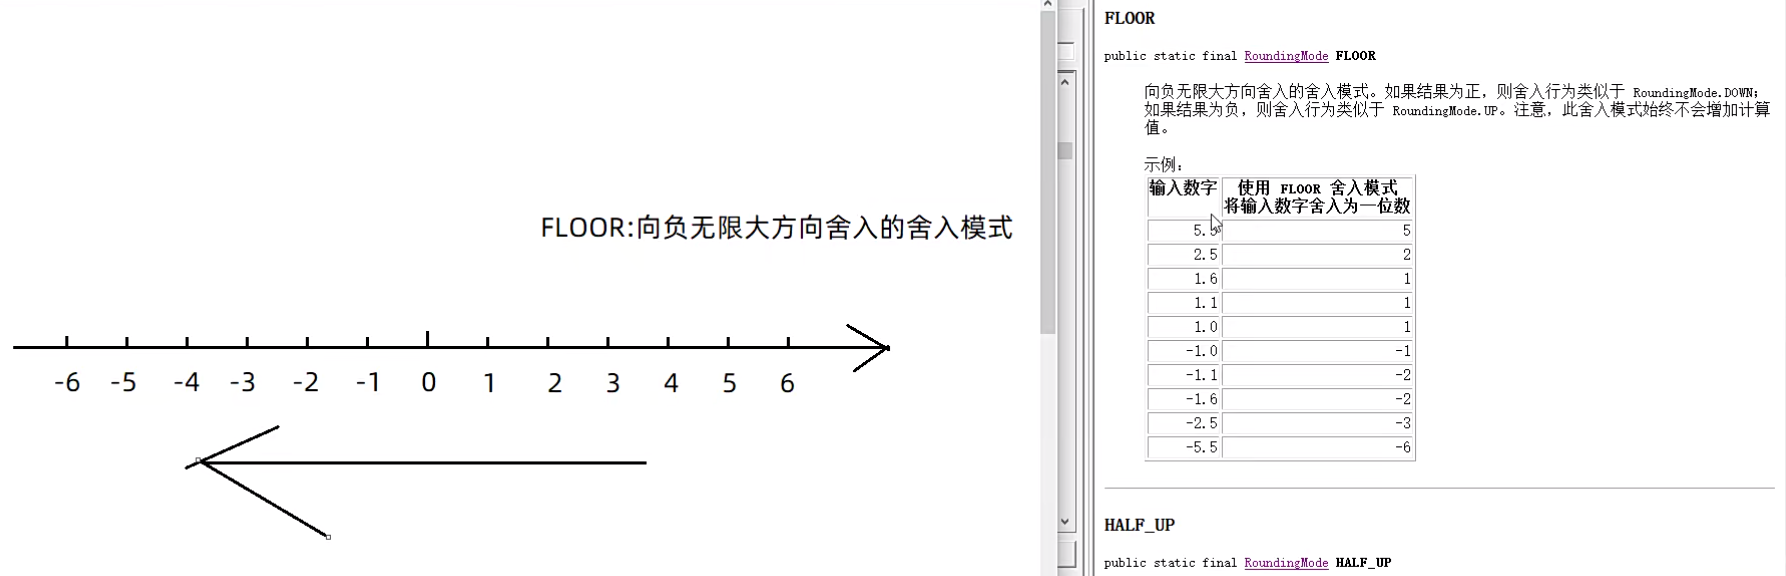 FLOOR:向负无限大方向舍入的舍入模式
-6 -5 -4 -3 -2 -1 0 1 2 3 4 5 6
FLOOR
public static final RoundingMode FLOOR
向负无限大方向舍入的舍入模式。如果结果为正，则舍入行为类似于 RoundingMode.DOWN；
如果结果为负，则舍入行为类似于 RoundingMode.UP。注意，此舍入模式始终不会增加计算
值。
示例：
输入数字 使用 FLOOR 舍入模式
将输入数字舍入为一位数
5.5 5
2.5 2
1.6 1
1.1 1
1.0 1
-1.0 -1
-1.1 -2
-1.6 -2
-2.5 -3
-5.5 -6
HALF_UP
public static final RoundingMode HALF_UP